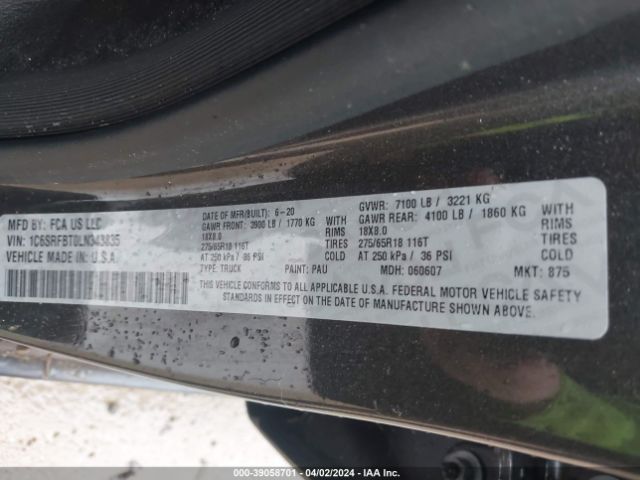 MFD BY: FCA US LLC
DATE OF MFR(BUILT): 6-20
GVWR: 7100 LB / 3221 KG
GAWR FRONT: 3900 LB / 1770 KG WITH
GAWR REAR: 4100 LB / 1860 KG WITH
VIN: 1C6SRFBT8LN343835
18X8.0 RIMS
18X8.0 RIMS
VEHICLE MADE IN: U.S.A.
275/65R18 116T TIRES
275/65R18 116T TIRES
AT 250 kPa / 36 PSI COLD
AT 250 kPa / 36 PSI COLD
TYPE: TRUCK PAINT: PAU MDH: 060607 MKT: 875
THIS VEHICLE CONFORMS TO ALL APPLICABLE U.S.A. FEDERAL MOTOR VEHICLE SAFETY
STANDARDS IN EFFECT ON THE DATE OF MANUFACTURE SHOWN ABOVE.
000-39058701 - 04/02/2024 - IAA Inc.